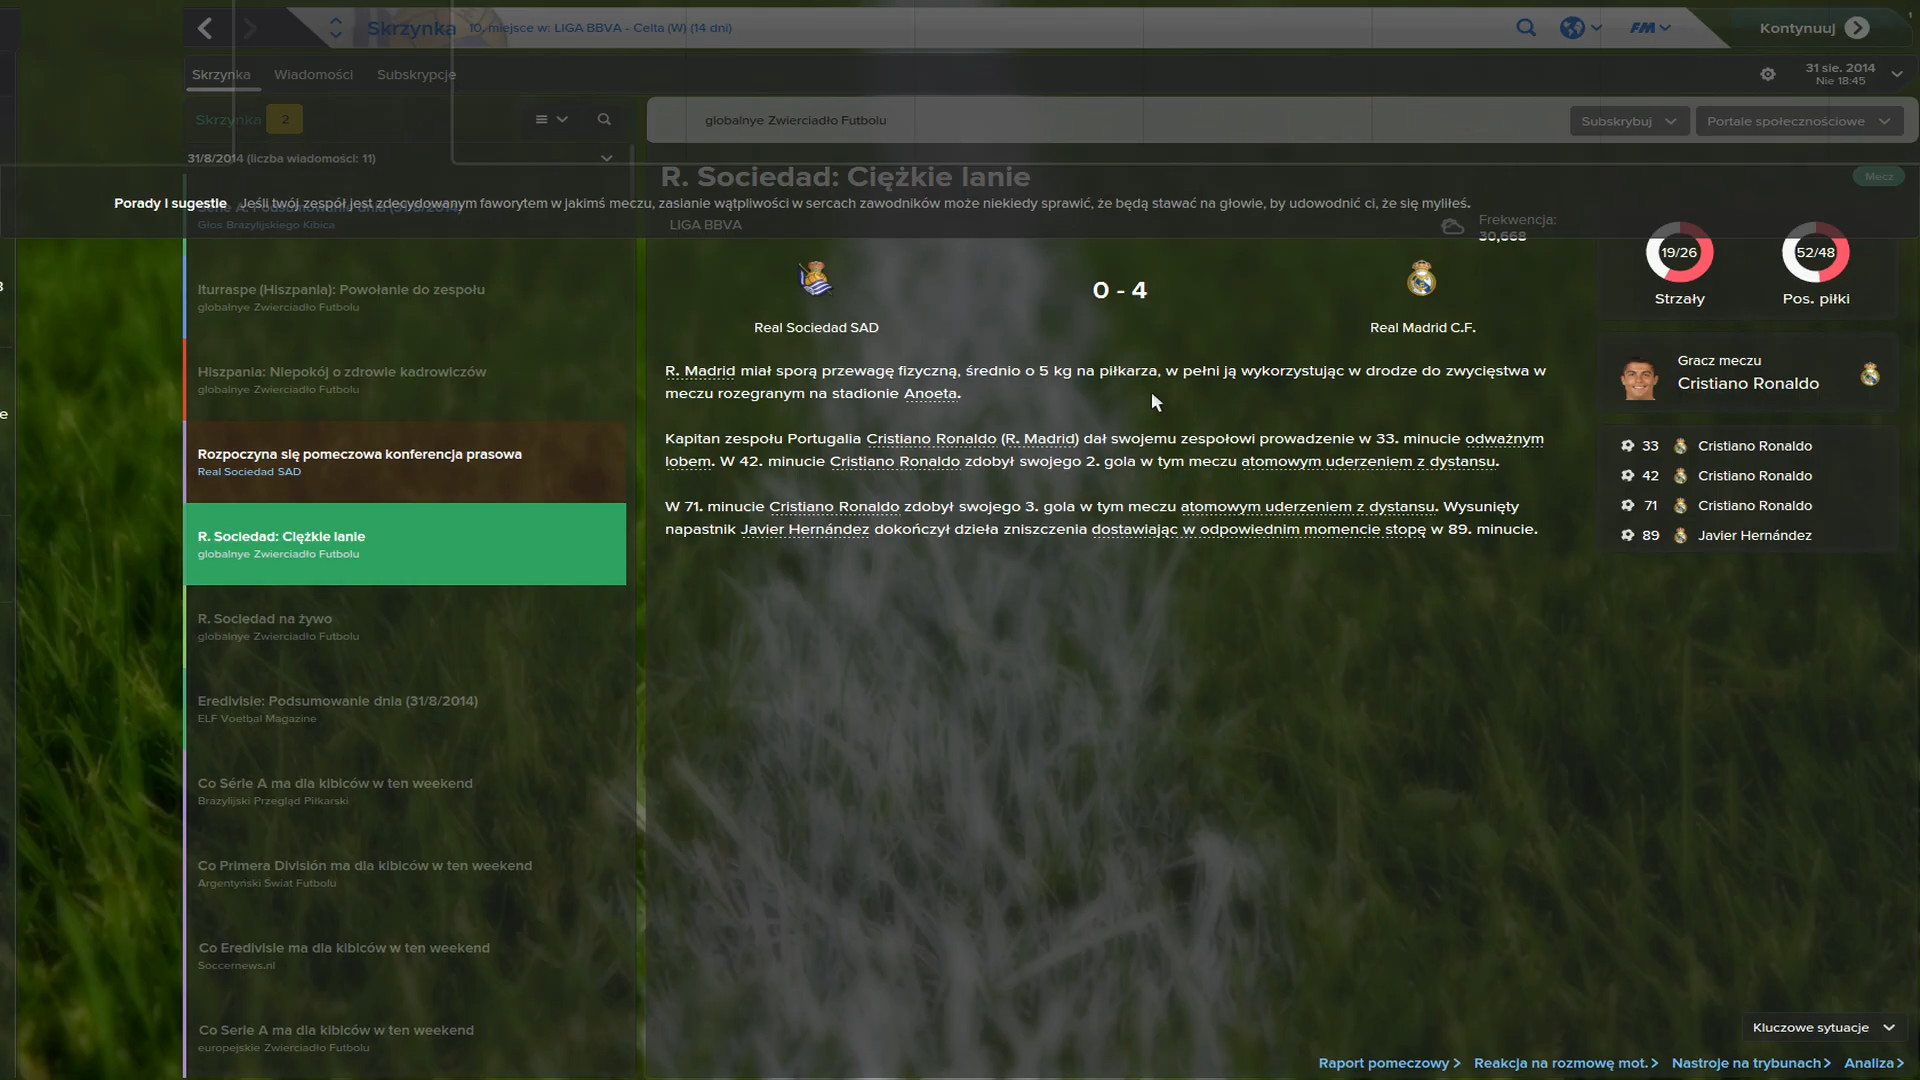 Skrzynka 10. miejsce w: LIGA BBVA - Celta (W) (14 dni)
FM
Kontynuuj
Skrzynka Wiadomości Subskrypcje
31 sie. 2014
Nie 18:45
Skrzynka 2
globalnye Zwierciadło Futbolu
Subskrybuj
Portale społecznościowe
31/8/2014 (liczba wiadomości: 11)
R. Sociedad: Ciężkie lanie
Mecz
Porady i sugestie Jeśli twój zespół jest zdecydowanym faworytem w jakimś meczu, zasianie wątpliwości w sercach zawodników może niekiedy sprawić, że będą stawać na głowie, by udowodnić ci, że się myliłeś.
Serie A: Podsumowanie dnia (31/8/2014)
Głos Brazylijskiego Kibica
LIGA BBVA
Frekwencja:
30,668
Iturraspe (Hiszpania): Powołanie do zespołu
globalnye Zwierciadło Futbolu
Hiszpania: Niepokój o zdrowie kadrowiczów
globalnye Zwierciadło Futbolu
Rozpoczyna się pomeczowa konferencja prasowa
Real Sociedad SAD
R. Sociedad: Ciężkie lanie
globalnye Zwierciadło Futbolu
R. Sociedad na żywo
globalnye Zwierciadło Futbolu
Eredivisie: Podsumowanie dnia (31/8/2014)
ELF Voetbal Magazine
Co Série A ma dla kibiców w ten weekend
Brazylijski Przegląd Piłkarski
Co Primera División ma dla kibiców w ten weekend
Argentyński Świat Futbolu
Co Eredivisie ma dla kibiców w ten weekend
Soccernews.nl
Co Serie A ma dla kibiców w ten weekend
europejskie Zwierciadło Futbolu
0 - 4
Real Sociedad SAD
Real Madrid C.F.
R. Madrid miał sporą przewagę fizyczną, średnio o 5 kg na piłkarza, w pełni ją wykorzystując w drodze do zwycięstwa w
meczu rozegranym na stadionie Anoeta.
Kapitan zespołu Portugalia Cristiano Ronaldo (R. Madrid) dał swojemu zespołowi prowadzenie w 33. minucie odważnym
lobem. W 42. minucie Cristiano Ronaldo zdobył swojego 2. gola w tym meczu atomowym uderzeniem z dystansu.
W 71. minucie Cristiano Ronaldo zdobył swojego 3. gola w tym meczu atomowym uderzeniem z dystansu. Wysunięty
napastnik Javier Hernández dokończył dzieła zniszczenia dostawiając w odpowiednim momencie stopę w 89. minucie.
19/26
52/48
Strzały
Pos. piłki
Gracz meczu
Cristiano Ronaldo
33 Cristiano Ronaldo
42 Cristiano Ronaldo
71 Cristiano Ronaldo
89 Javier Hernández
Kluczowe sytuacje
Raport pomeczowy
Reakcja na rozmowę mot.
Nastroje na trybunach
Analiza